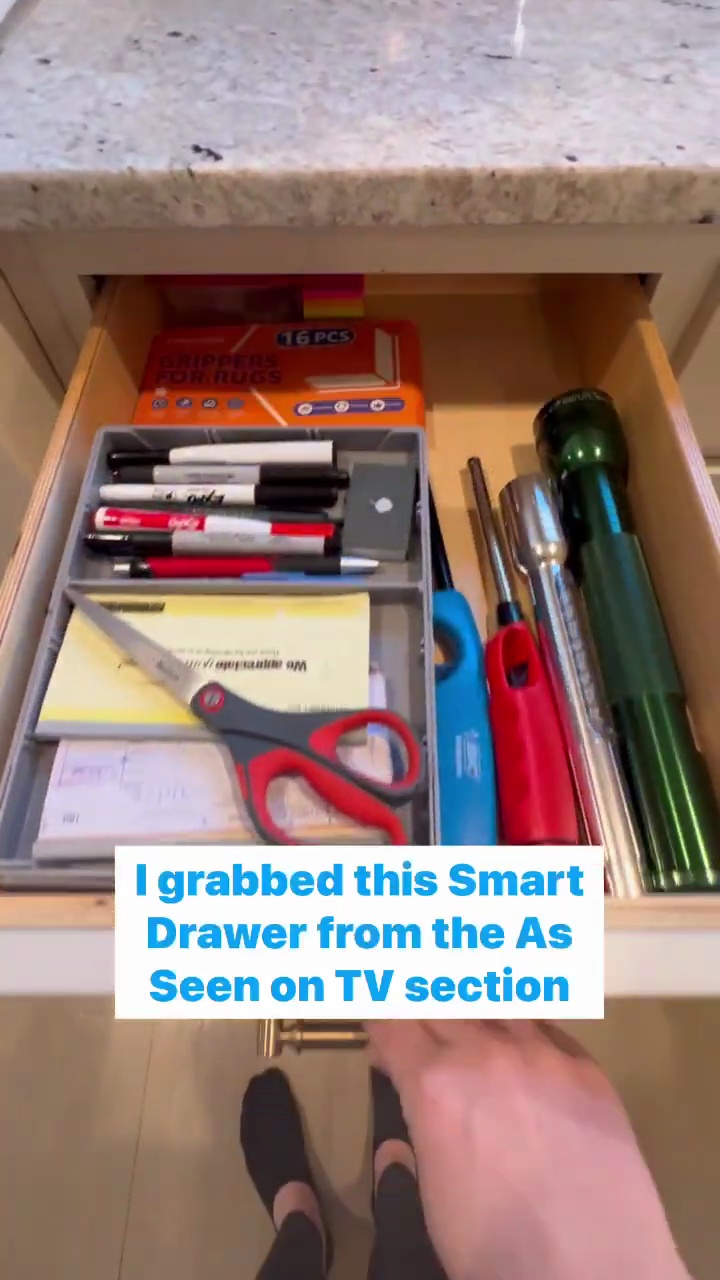 16 PCS
GRIPPERS
FOR RUGS
EXPO
We appreciate
I grabbed this Smart
Drawer from the As
Seen on TV section